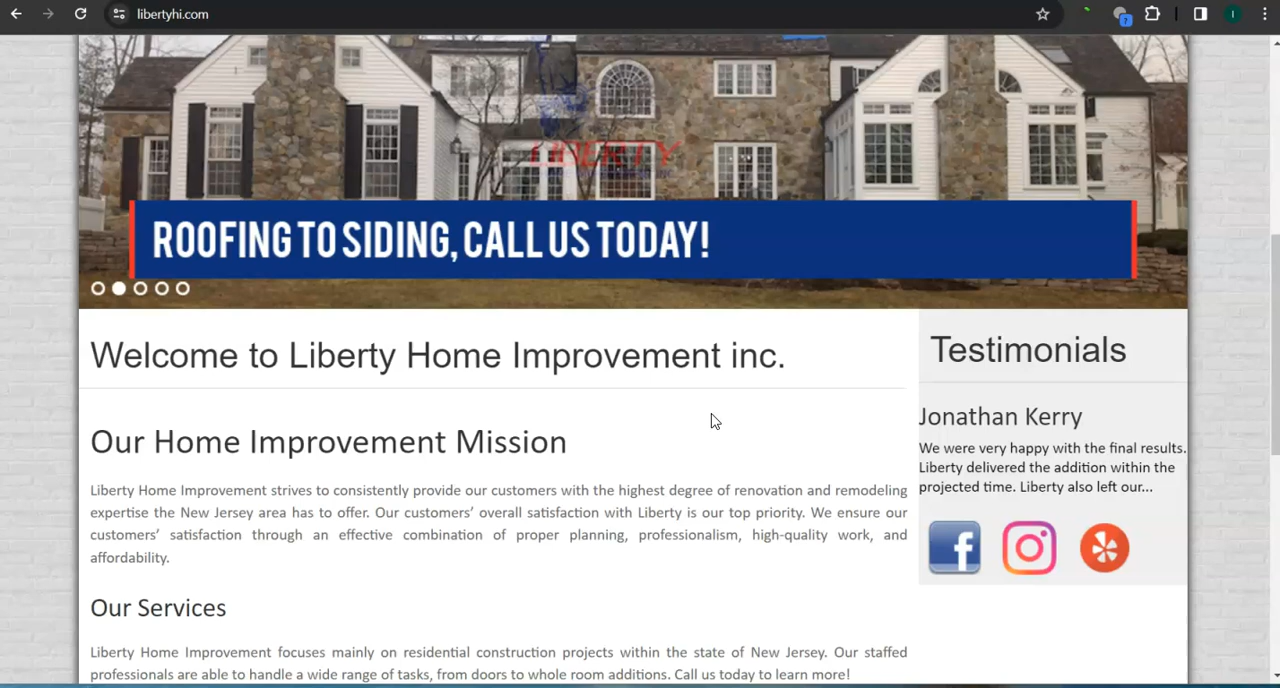 libertyhi.com
LIBERTY
ROOFING TO SIDING, CALL US TODAY!
Welcome to Liberty Home Improvement inc.
Our Home Improvement Mission
Liberty Home Improvement strives to consistently provide our customers with the highest degree of renovation and remodeling
expertise the New Jersey area has to offer. Our customers’ overall satisfaction with Liberty is our top priority. We ensure our
customers’ satisfaction through an effective combination of proper planning, professionalism, high-quality work, and
affordability.
Our Services
Liberty Home Improvement focuses mainly on residential construction projects within the state of New Jersey. Our staffed
professionals are able to handle a wide range of tasks, from doors to whole room additions. Call us today to learn more!
Testimonials
Jonathan Kerry
We were very happy with the final results.
Liberty delivered the addition within the
projected time. Liberty also left our...